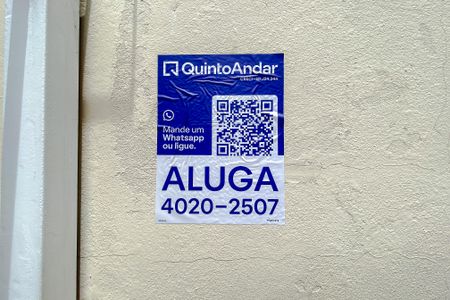 QuintoAndar
Mande um
Whatsapp
ou ligue.
ALUGA
4020-2507